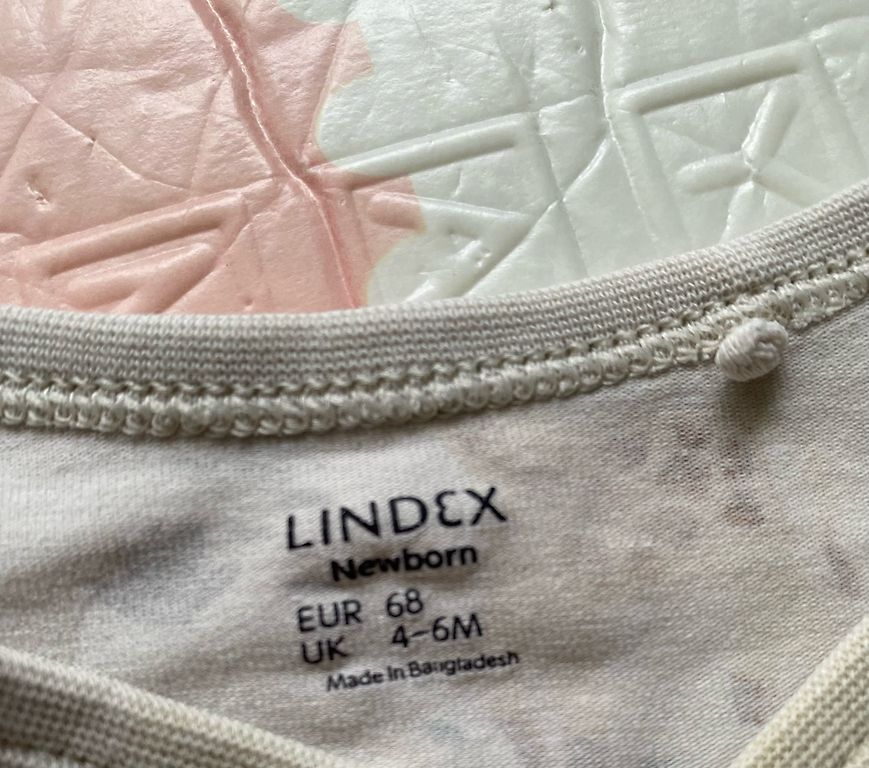 LINDEX
Newborn
EUR 68
UK 4-6M
Made in Bangladesh